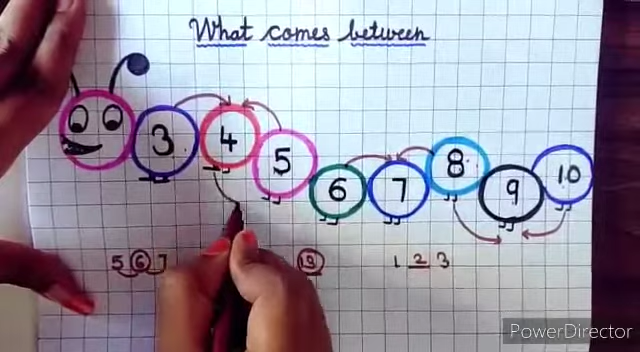 What comes between
3 4 5 6 7 8 9 10
5 6 7 1 2 3
PowerDirector